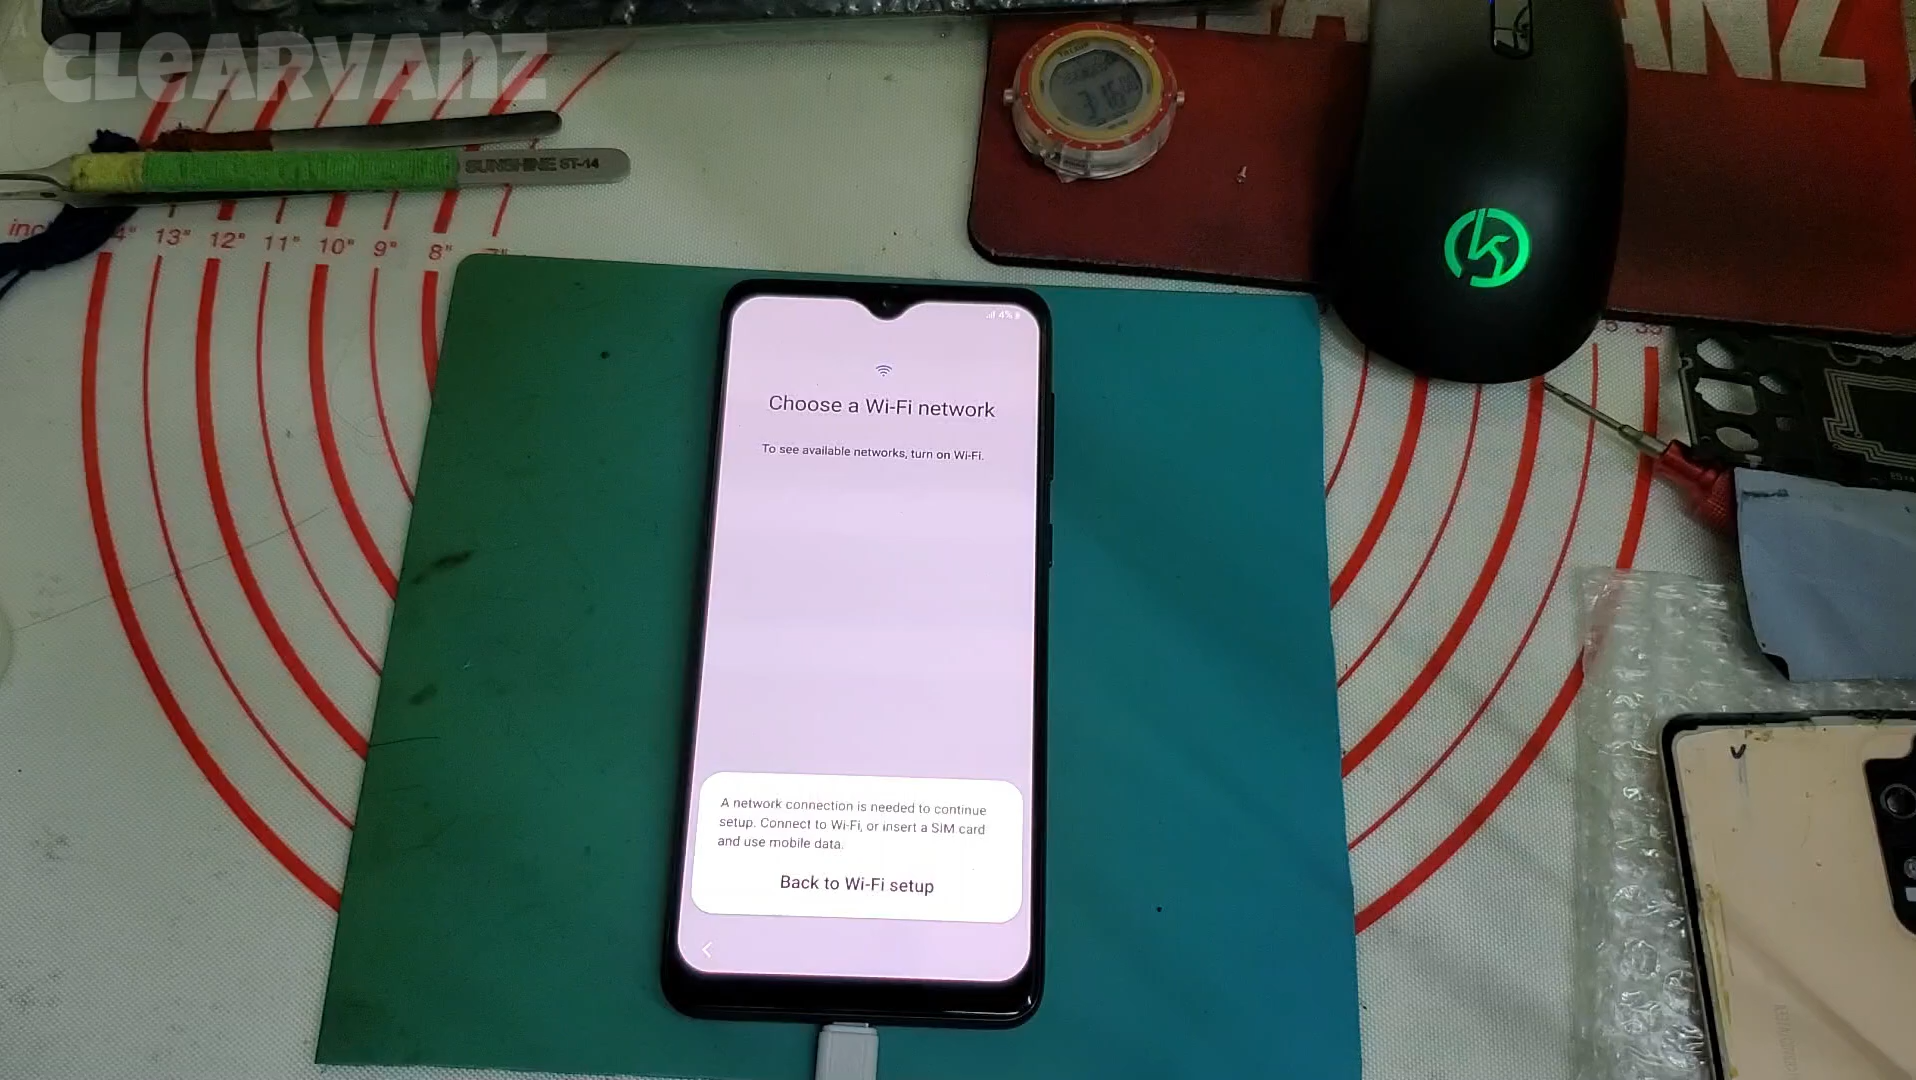 CLEARVANZ
ANZ
SUNSHINE ST-14
13" 12" 11" 10" 9" 8"
4%
Choose a Wi-Fi network
To see available networks, turn on Wi-Fi.
A network connection is needed to continue
setup. Connect to Wi-Fi, or insert a SIM card
and use mobile data.
Back to Wi-Fi setup